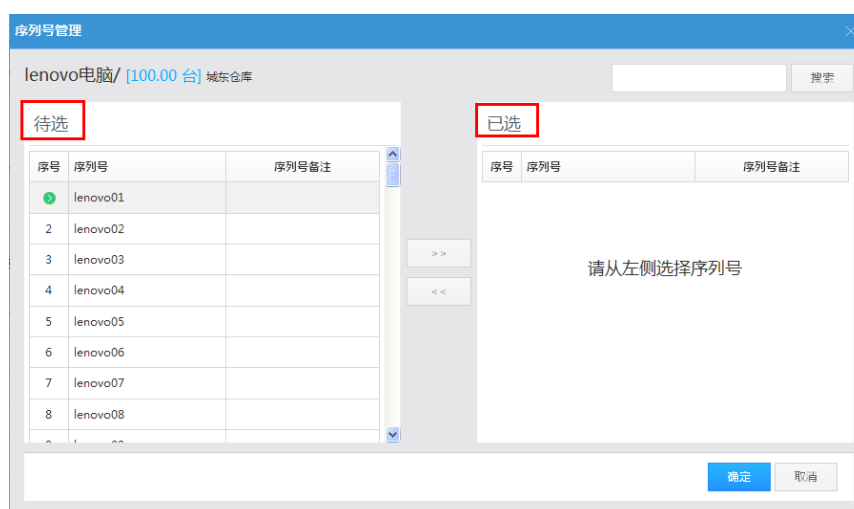 序列号管理
lenovo电脑/ [100.00 台] 城东仓库
搜索
待选
序号 序列号 序列号备注
lenovo01
2 lenovo02
3 lenovo03
4 lenovo04
5 lenovo05
6 lenovo06
7 lenovo07
8 lenovo08
>>
<<
已选
序号 序列号 序列号备注
请从左侧选择序列号
确定 取消